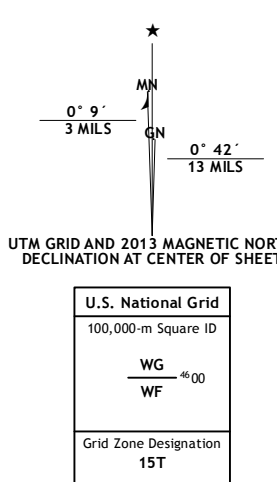 ★
MN
0° 9´
3 MILS
GN
0° 42´
13 MILS
UTM GRID AND 2013 MAGNETIC NORT
DECLINATION AT CENTER OF SHEET
U.S. National Grid
100,000-m Square ID
WG
4600
WF
Grid Zone Designation
15T